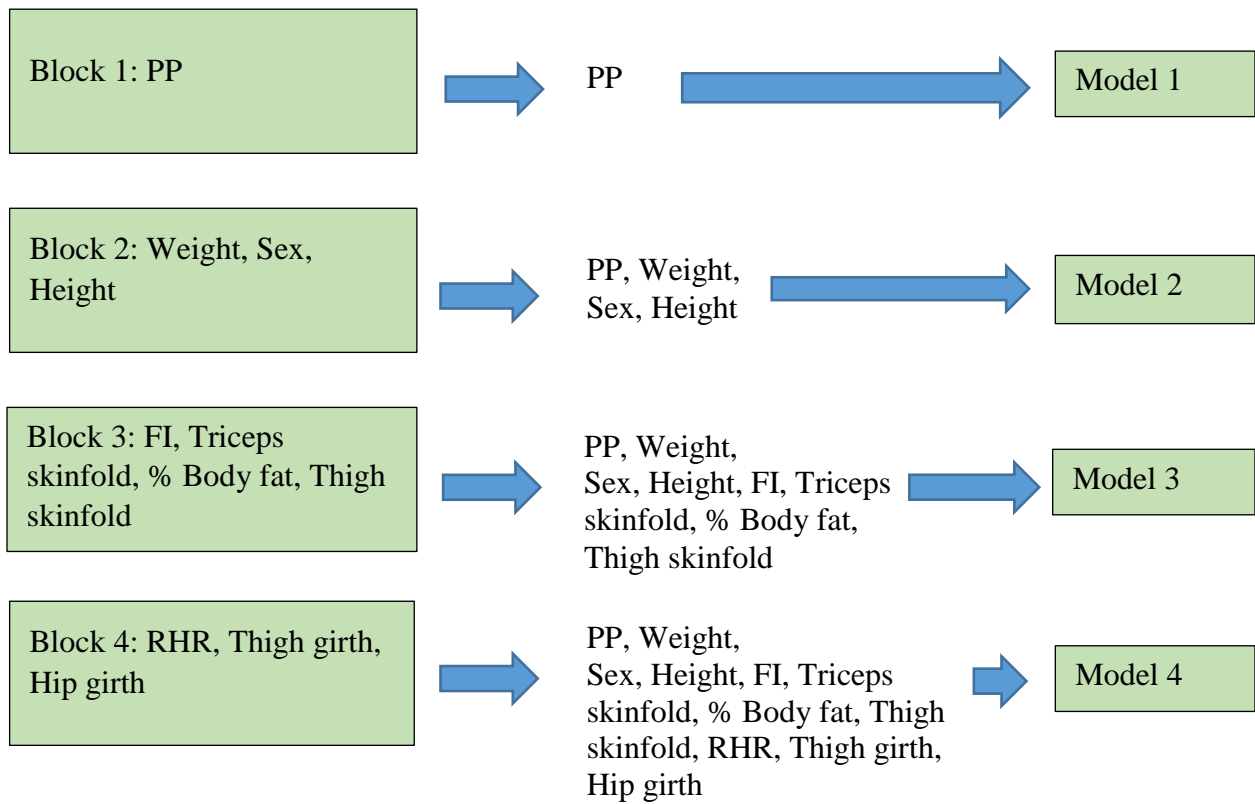 Block 1: PP
PP
Model 1
Block 2: Weight, Sex,
Height
PP, Weight,
Sex, Height
Model 2
Block 3: FI, Triceps
skinfold, % Body fat, Thigh
skinfold
PP, Weight,
Sex, Height, FI, Triceps
skinfold, % Body fat,
Thigh skinfold
Model 3
Block 4: RHR, Thigh girth,
Hip girth
PP, Weight,
Sex, Height, FI, Triceps
skinfold, % Body fat, Thigh
skinfold, RHR, Thigh girth,
Hip girth
Model 4